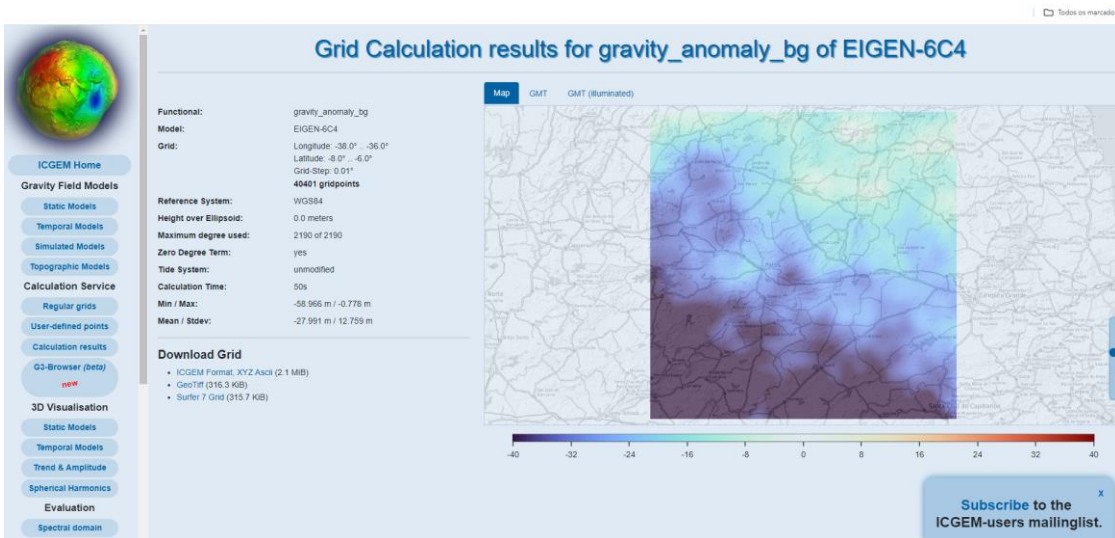 Todos os marcado
Grid Calculation results for gravity_anomaly_bg of EIGEN-6C4
ICGEM Home
Gravity Field Models
Static Models
Temporal Models
Simulated Models
Topographic Models
Calculation Service
Regular grids
User-defined points
Calculation results
G3-Browser (beta)
new
3D Visualisation
Static Models
Temporal Models
Trend & Amplitude
Spherical Harmonics
Evaluation
Spectral domain
Functional: gravity_anomaly_bg
Model: EIGEN-6C4
Grid: Longitude: -38.0° .. -36.0°
Latitude: -8.0° .. -6.0°
Grid-Step: 0.01°
40401 gridpoints
Reference System: WGS84
Height over Ellipsoid: 0.0 meters
Maximum degree used: 2190 of 2190
Zero Degree Term: yes
Tide System: unmodified
Calculation Time: 50s
Min / Max: -58.966 m / -0.778 m
Mean / Stdev: -27.991 m / 12.759 m
Download Grid
ICGEM Format, XYZ Ascii (2.1 MiB)
GeoTiff (316.3 KiB)
Surfer 7 Grid (315.7 KiB)
Map GMT GMT (illuminated)
Campina Grande
-40 -32 -24 -16 -8 0 8 16 24 32 40
x
Subscribe to the
ICGEM-users mailinglist.